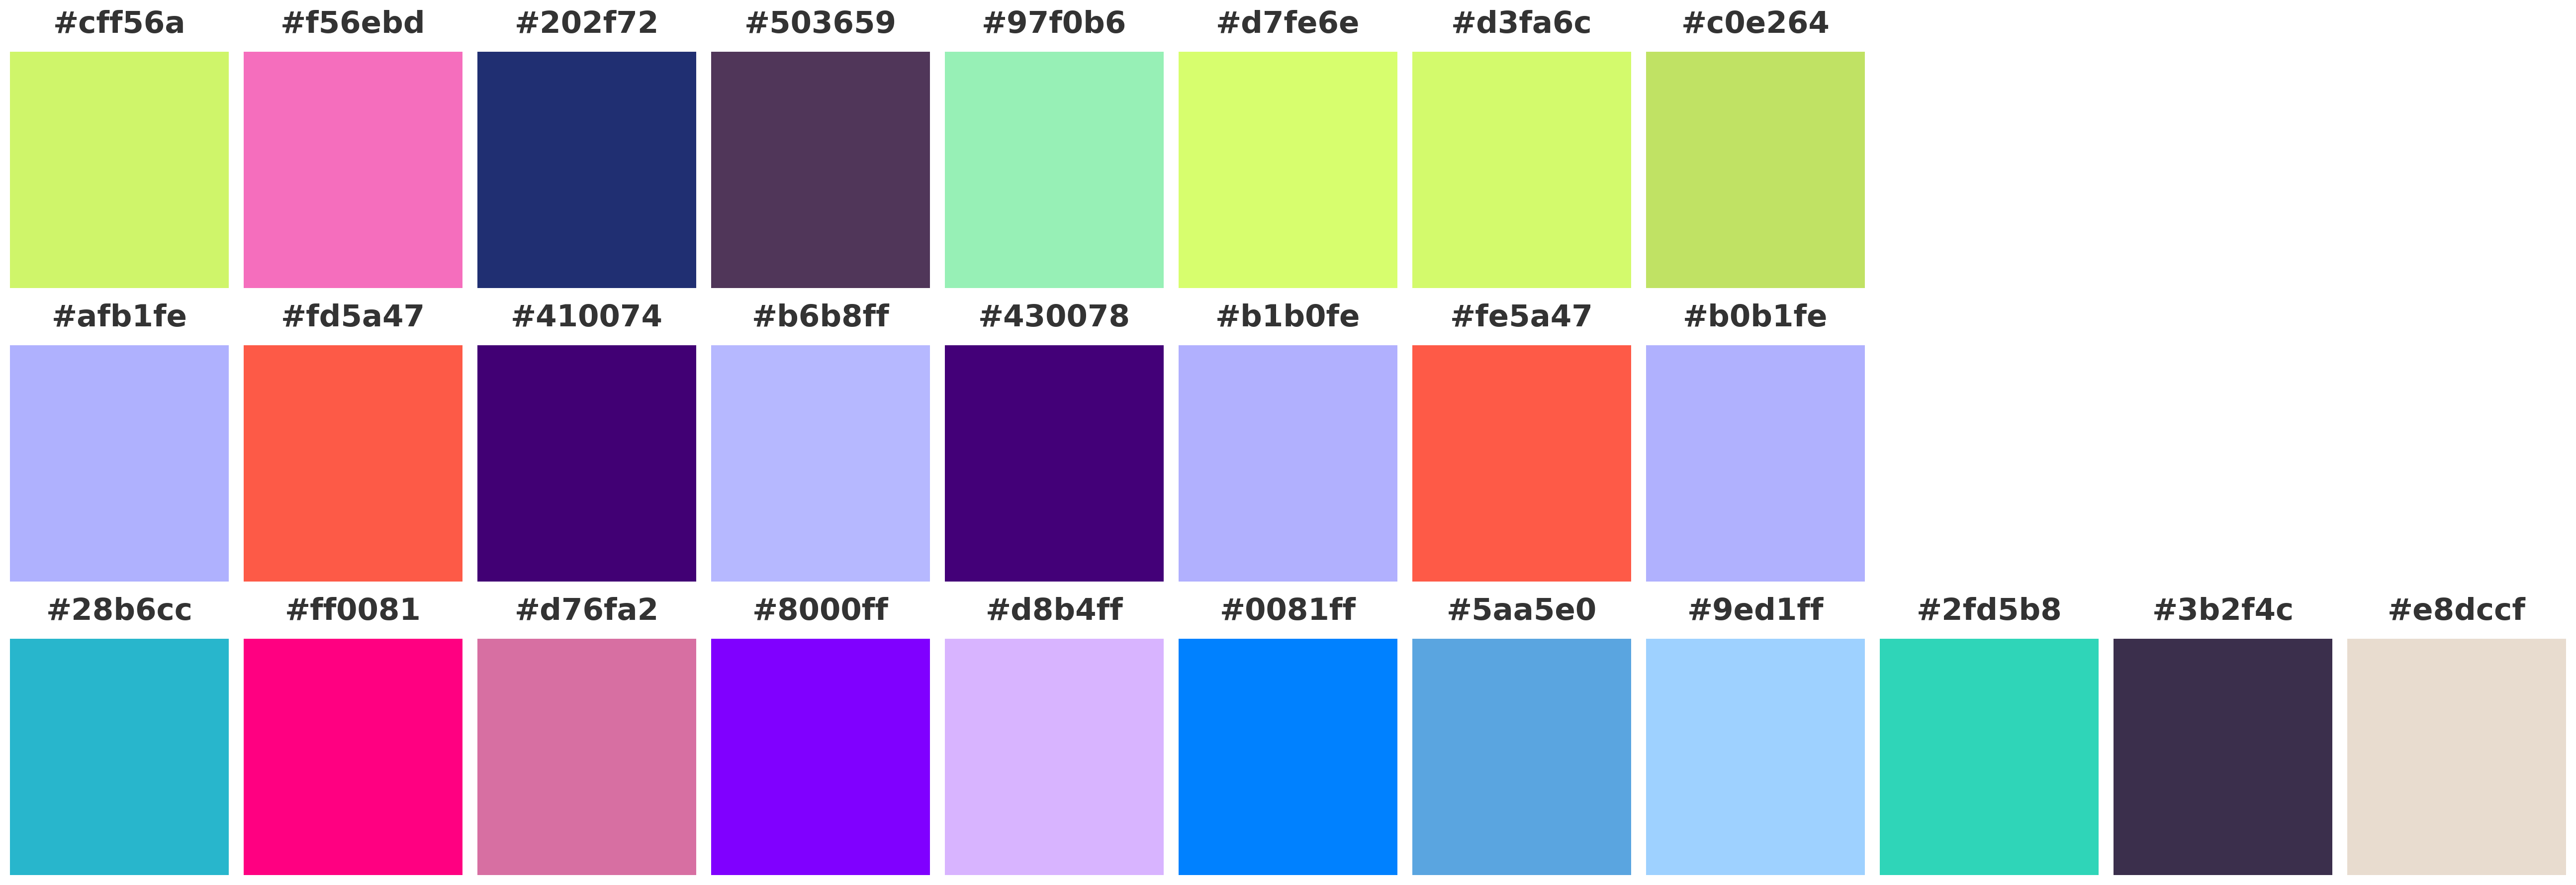 #cff56a #f56ebd #202f72 #503659 #97f0b6 #d7fe6e #d3fa6c #c0e264
#afb1fe #fd5a47 #410074 #b6b8ff #430078 #b1b0fe #fe5a47 #b0b1fe
#28b6cc #ff0081 #d76fa2 #8000ff #d8b4ff #0081ff #5aa5e0 #9ed1ff #2fd5b8 #3b2f4c #e8dccf